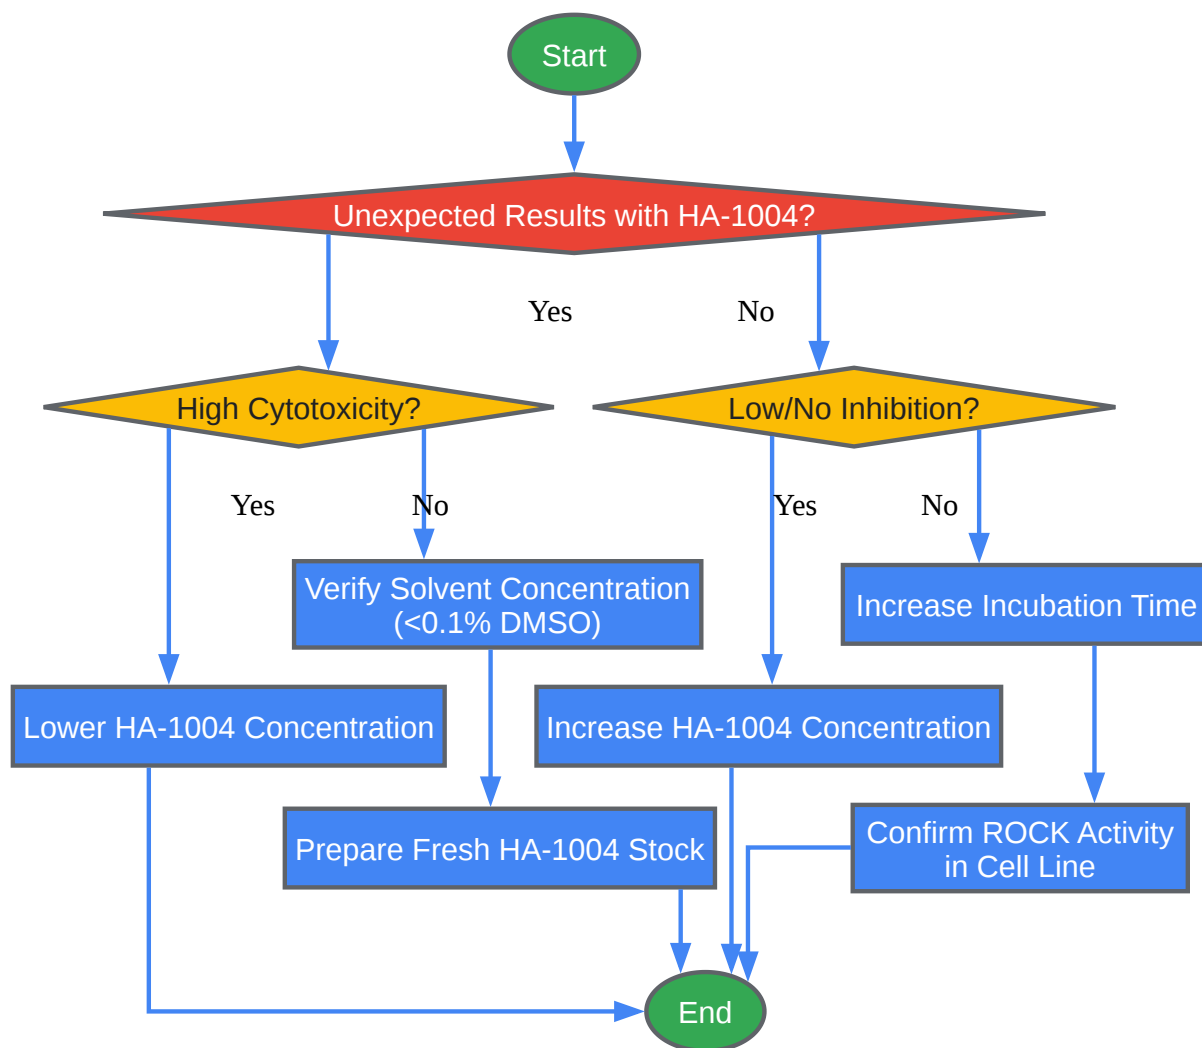 Start
Unexpected Results with HA-1004?
Yes
No
High Cytotoxicity?
Low/No Inhibition?
Yes
No
Yes
No
Verify Solvent Concentration
(<0.1% DMSO)
Increase Incubation Time
Lower HA-1004 Concentration
Increase HA-1004 Concentration
Prepare Fresh HA-1004 Stock
Confirm ROCK Activity
in Cell Line
End